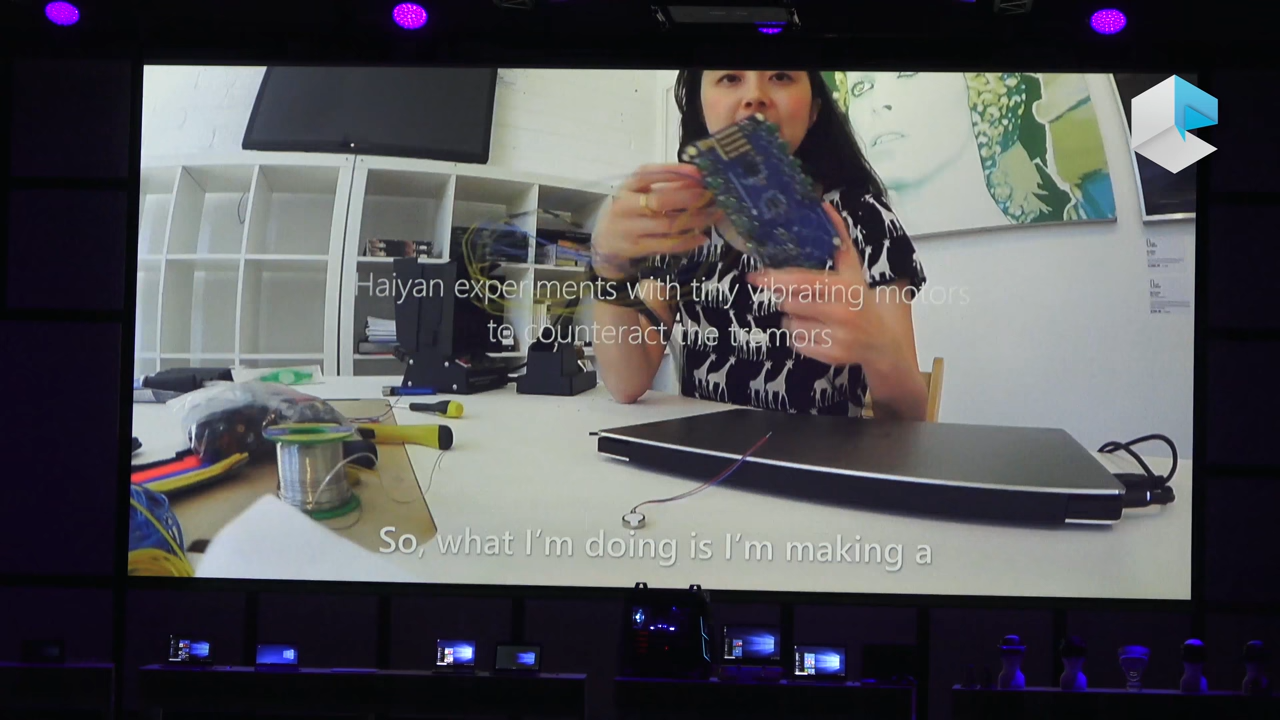 Haiyan experiments with tiny vibrating motors
to counteract the tremors
So, what I'm doing is I'm making a